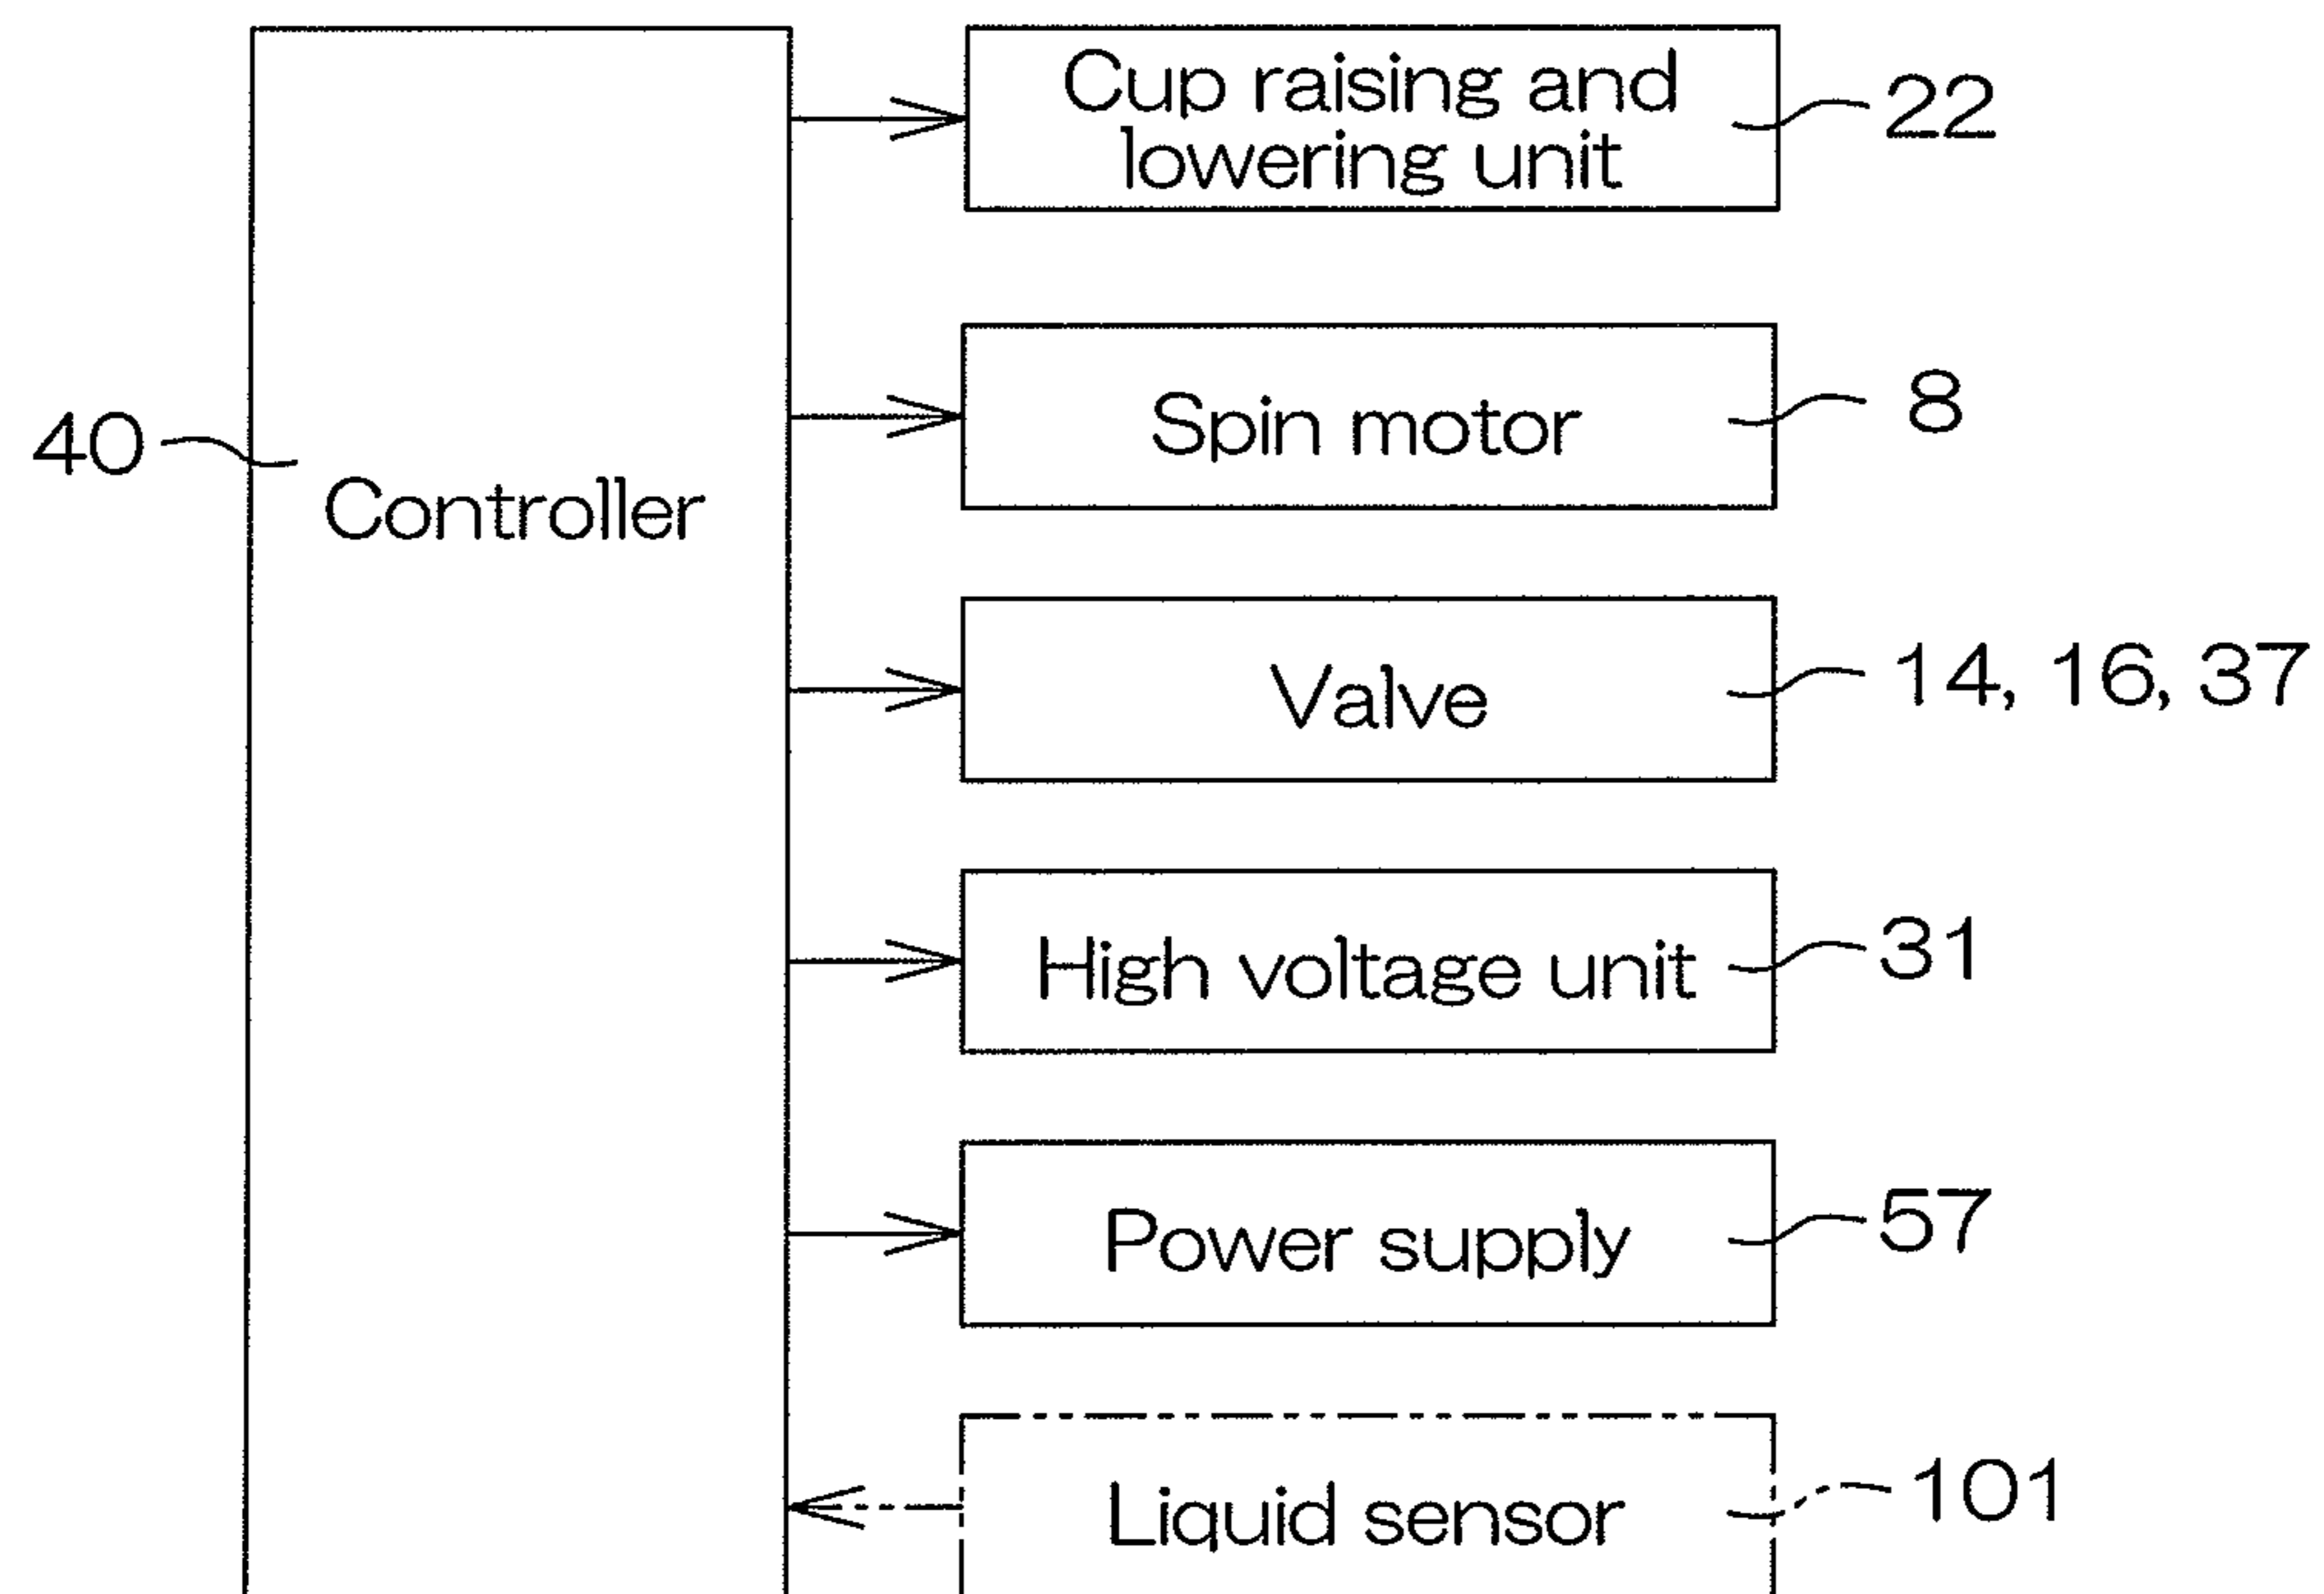 Cup raising and
lowering unit
22
Spin motor
8
40
Controller
Valve
14, 16, 37
High voltage unit
31
Power supply
57
Liquid sensor
101